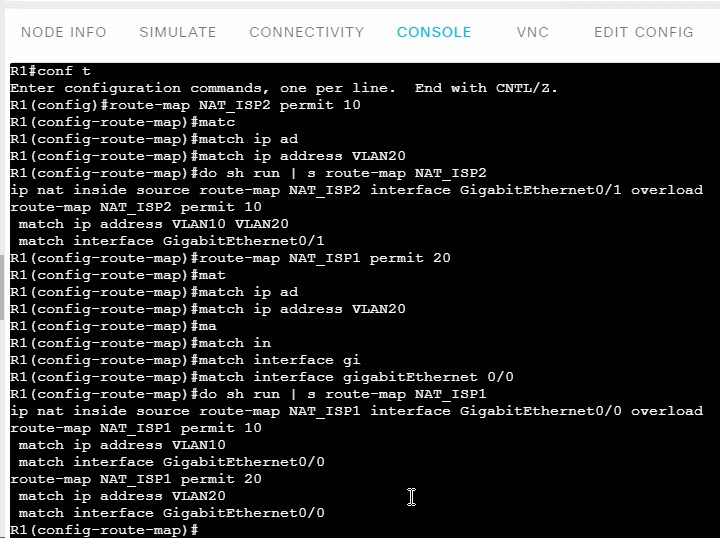 NODE INFO SIMULATE CONNECTIVITY CONSOLE VNC EDIT CONFIG
R1#conf t
Enter configuration commands, one per line.  End with CNTL/Z.
R1(config)#route-map NAT_ISP2 permit 10
R1(config-route-map)#matc
R1(config-route-map)#match ip ad
R1(config-route-map)#match ip address VLAN20
R1(config-route-map)#do sh run | s route-map NAT_ISP2
ip nat inside source route-map NAT_ISP2 interface GigabitEthernet0/1 overload
route-map NAT_ISP2 permit 10
 match ip address VLAN10 VLAN20
 match interface GigabitEthernet0/1
R1(config-route-map)#route-map NAT_ISP1 permit 20
R1(config-route-map)#mat
R1(config-route-map)#match ip ad
R1(config-route-map)#match ip address VLAN20
R1(config-route-map)#ma
R1(config-route-map)#match in
R1(config-route-map)#match interface gi
R1(config-route-map)#match interface gigabitEthernet 0/0
R1(config-route-map)#do sh run | s route-map NAT_ISP1
ip nat inside source route-map NAT_ISP1 interface GigabitEthernet0/0 overload
route-map NAT_ISP1 permit 10
 match ip address VLAN10
 match interface GigabitEthernet0/0
route-map NAT_ISP1 permit 20
 match ip address VLAN20
 match interface GigabitEthernet0/0
R1(config-route-map)#